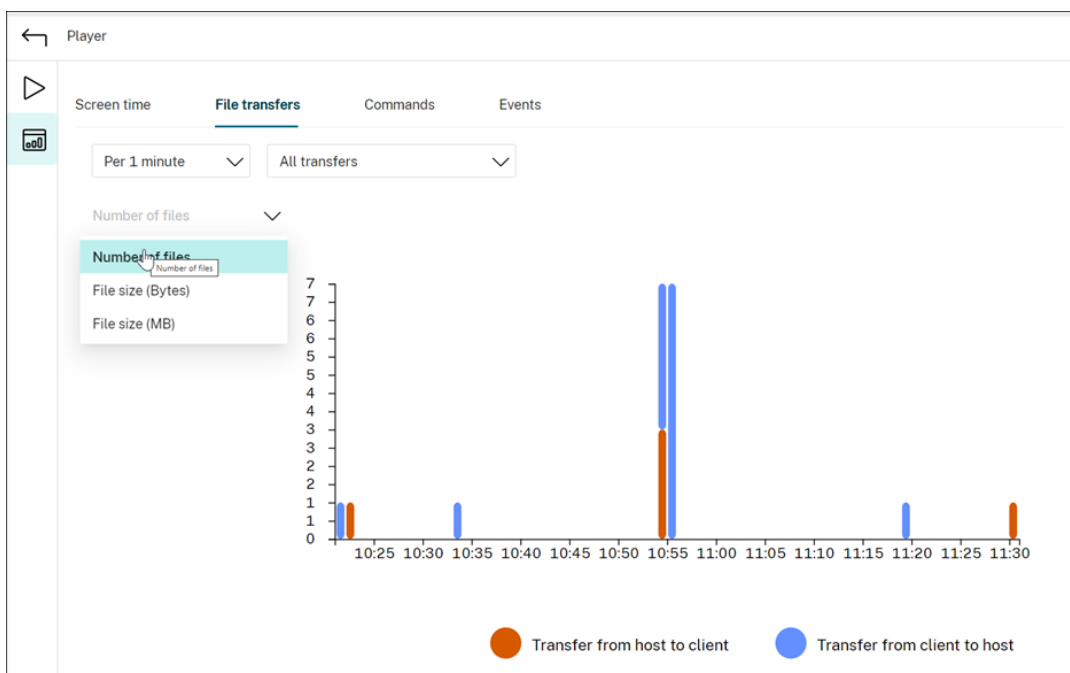 Player
Screen time File transfers Commands Events
Per 1 minute All transfers
Number of files
Number of files
Number of files
File size (Bytes)
File size (MB)
7
7
6
6
5
5
4
4
3
3
2
2
1
1
0
10:25 10:30 10:35 10:40 10:45 10:50 10:55 11:00 11:05 11:10 11:15 11:20 11:25 11:30
Transfer from host to client Transfer from client to host